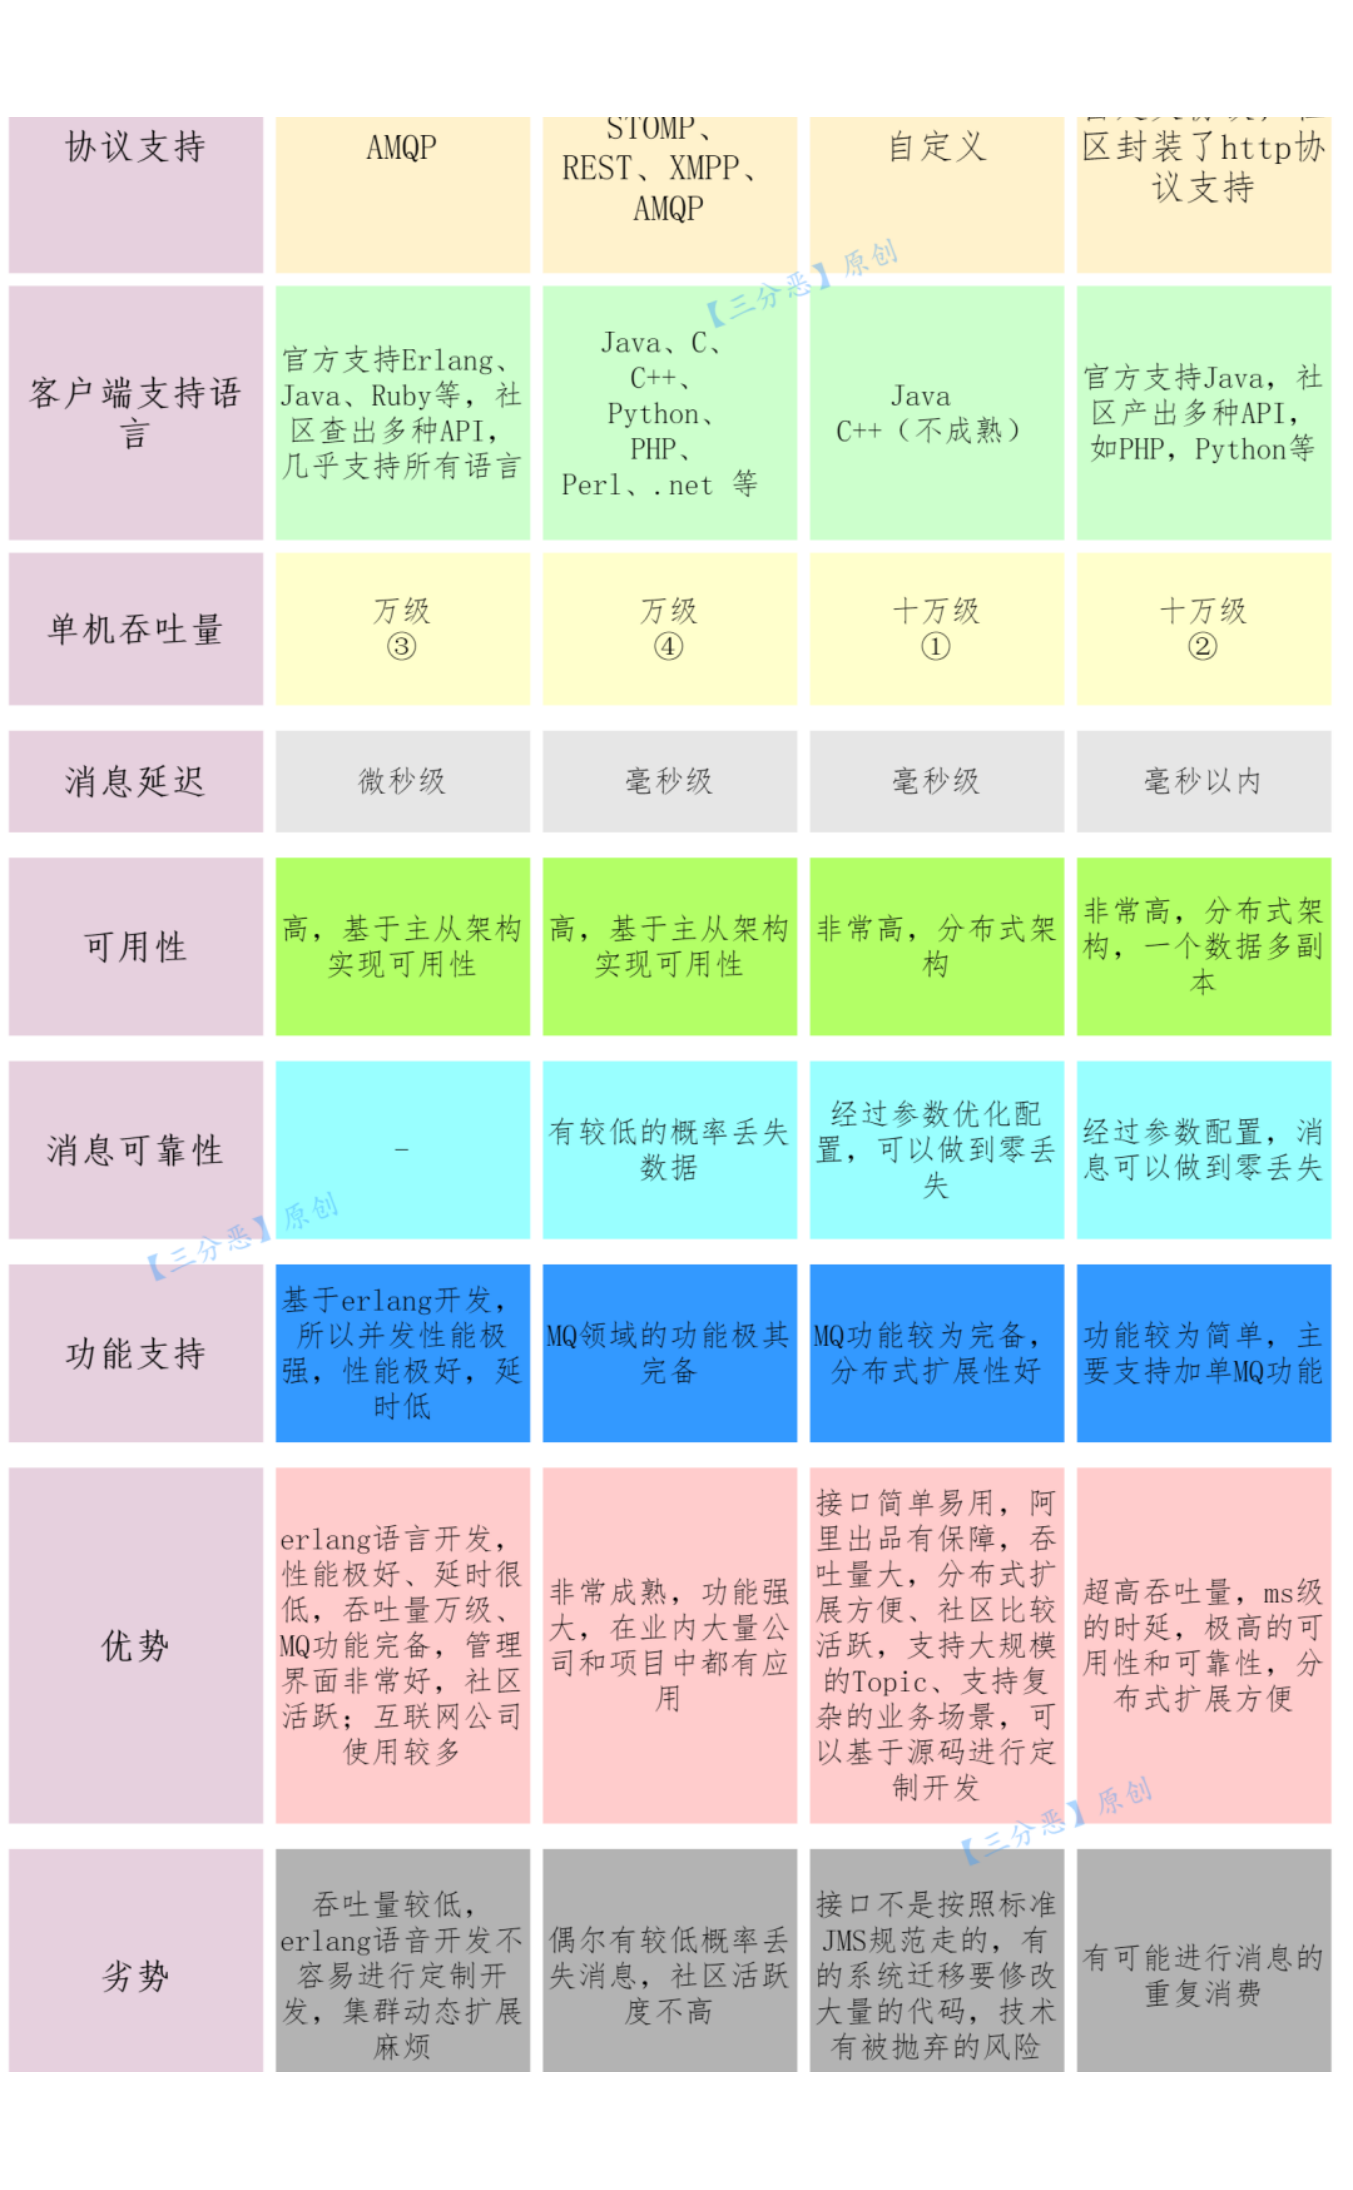 协议支持
AMQP
STOMP、
REST、XMPP、
AMQP
自定义
区封装了http协
议支持
【三分恶】原创
客户端支持语
言
官方支持Erlang、
Java、Ruby等，社
区查出多种API，
几乎支持所有语言
Java、C、
C++、
Python、
PHP、
Perl、.net 等
Java
C++（不成熟）
官方支持Java，社
区产出多种API，
如PHP，Python等
单机吞吐量
万级
③
万级
④
十万级
①
十万级
②
消息延迟
微秒级
毫秒级
毫秒级
毫秒以内
可用性
高，基于主从架构
实现可用性
高，基于主从架构
实现可用性
非常高，分布式架
构
非常高，分布式架
构，一个数据多副
本
消息可靠性
-
有较低的概率丢失
数据
经过参数优化配
置，可以做到零丢
失
经过参数配置，消
息可以做到零丢失
【三分恶】原创
功能支持
基于erlang开发，
所以并发性能极
强，性能极好，延
时低
MQ领域的功能极其
完备
MQ功能较为完备，
分布式扩展性好
功能较为简单，主
要支持加单MQ功能
优势
erlang语言开发，
性能极好、延时很
低，吞吐量万级、
MQ功能完备，管理
界面非常好，社区
活跃；互联网公司
使用较多
非常成熟，功能强
大，在业内大量公
司和项目中都有应
用
接口简单易用，阿
里出品有保障，吞
吐量大，分布式扩
展方便、社区比较
活跃，支持大规模
的Topic、支持复
杂的业务场景，可
以基于源码进行定
制开发
超高吞吐量，ms级
的时延，极高的可
用性和可靠性，分
布式扩展方便
【三分恶】原创
劣势
吞吐量较低，
erlang语音开发不
容易进行定制开
发，集群动态扩展
麻烦
偶尔有较低概率丢
失消息，社区活跃
度不高
接口不是按照标准
JMS规范走的，有
的系统迁移要修改
大量的代码，技术
有被抛弃的风险
有可能进行消息的
重复消费